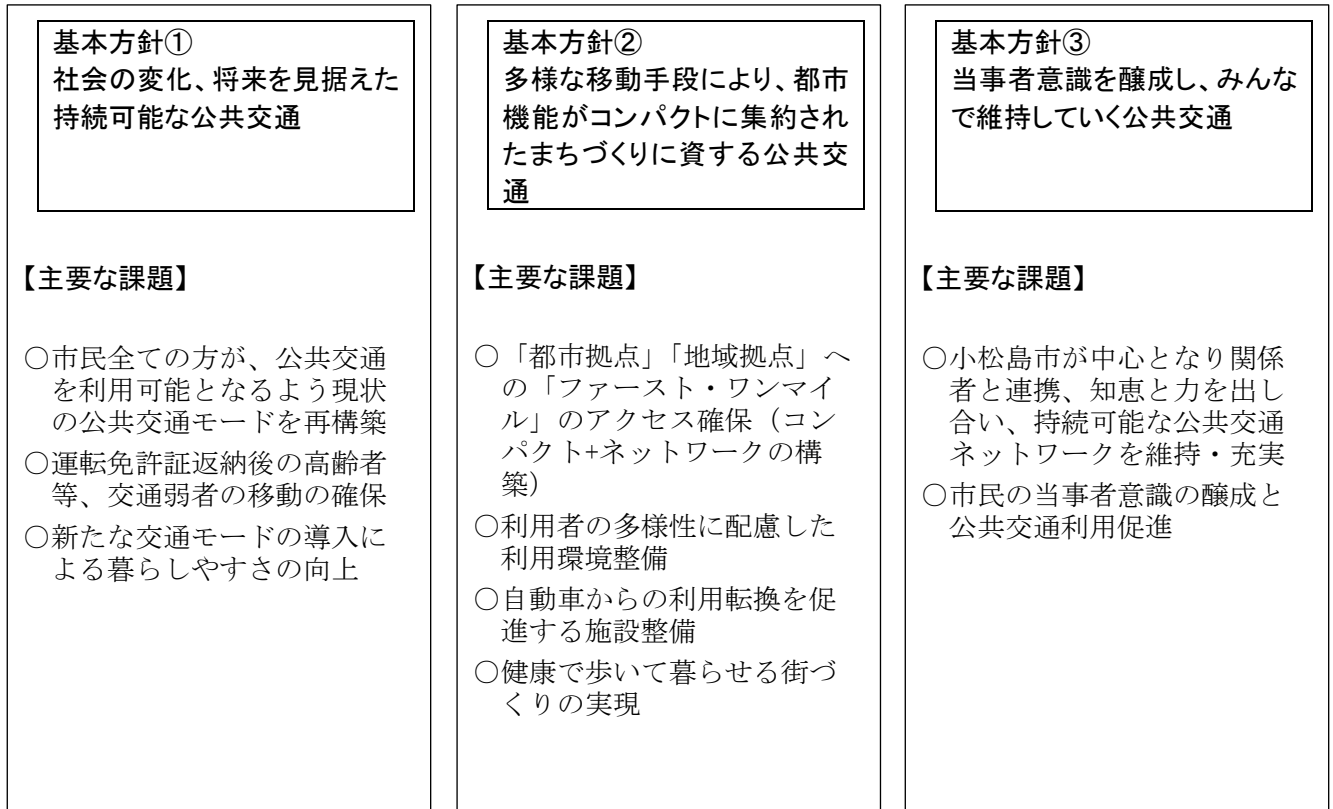 基本方針①
社会の変化、将来を見据えた
持続可能な公共交通
【主要な課題】
○市民全ての方が、公共交通
を利用可能となるよう現状
の公共交通モードを再構築
○運転免許証返納後の高齢者
等、交通弱者の移動の確保
○新たな交通モードの導入に
よる暮らしやすさの向上
基本方針②
多様な移動手段により、都市
機能がコンパクトに集約され
たまちづくりに資する公共交
通
【主要な課題】
○「都市拠点」「地域拠点」へ
の「ファースト・ワンマイ
ル」のアクセス確保（コン
パクト+ネットワークの構
築）
○利用者の多様性に配慮した
利用環境整備
○自動車からの利用転換を促
進する施設整備
○健康で歩いて暮らせる街づ
くりの実現
基本方針③
当事者意識を醸成し、みんな
で維持していく公共交通
【主要な課題】
○小松島市が中心となり関係
者と連携、知恵と力を出し
合い、持続可能な公共交通
ネットワークを維持・充実
○市民の当事者意識の醸成と
公共交通利用促進